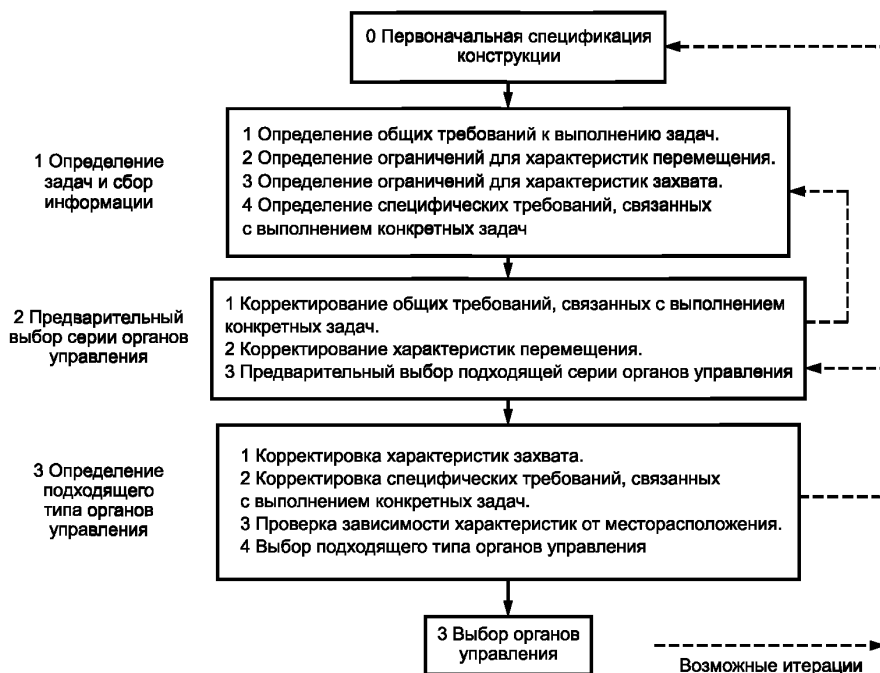 0 Первоначальная спецификация
конструкции
1 Определение
задач и сбор
информации
1 Определение общих требований к выполнению задач.
2 Определение ограничений для характеристик перемещения.
3 Определение ограничений для характеристик захвата.
4 Определение специфических требований, связанных
с выполнением конкретных задач
2 Предварительный
выбор серии органов
управления
1 Корректирование общих требований, связанных с выполнением
конкретных задач.
2 Корректирование характеристик перемещения.
3 Предварительный выбор подходящей серии органов управления
3 Определение
подходящего
типа органов
управления
1 Корректировка характеристик захвата.
2 Корректировка специфических требований, связанных
с выполнением конкретных задач.
3 Проверка зависимости характеристик от месторасположения.
4 Выбор подходящего типа органов управления
3 Выбор органов
управления
Возможные итерации